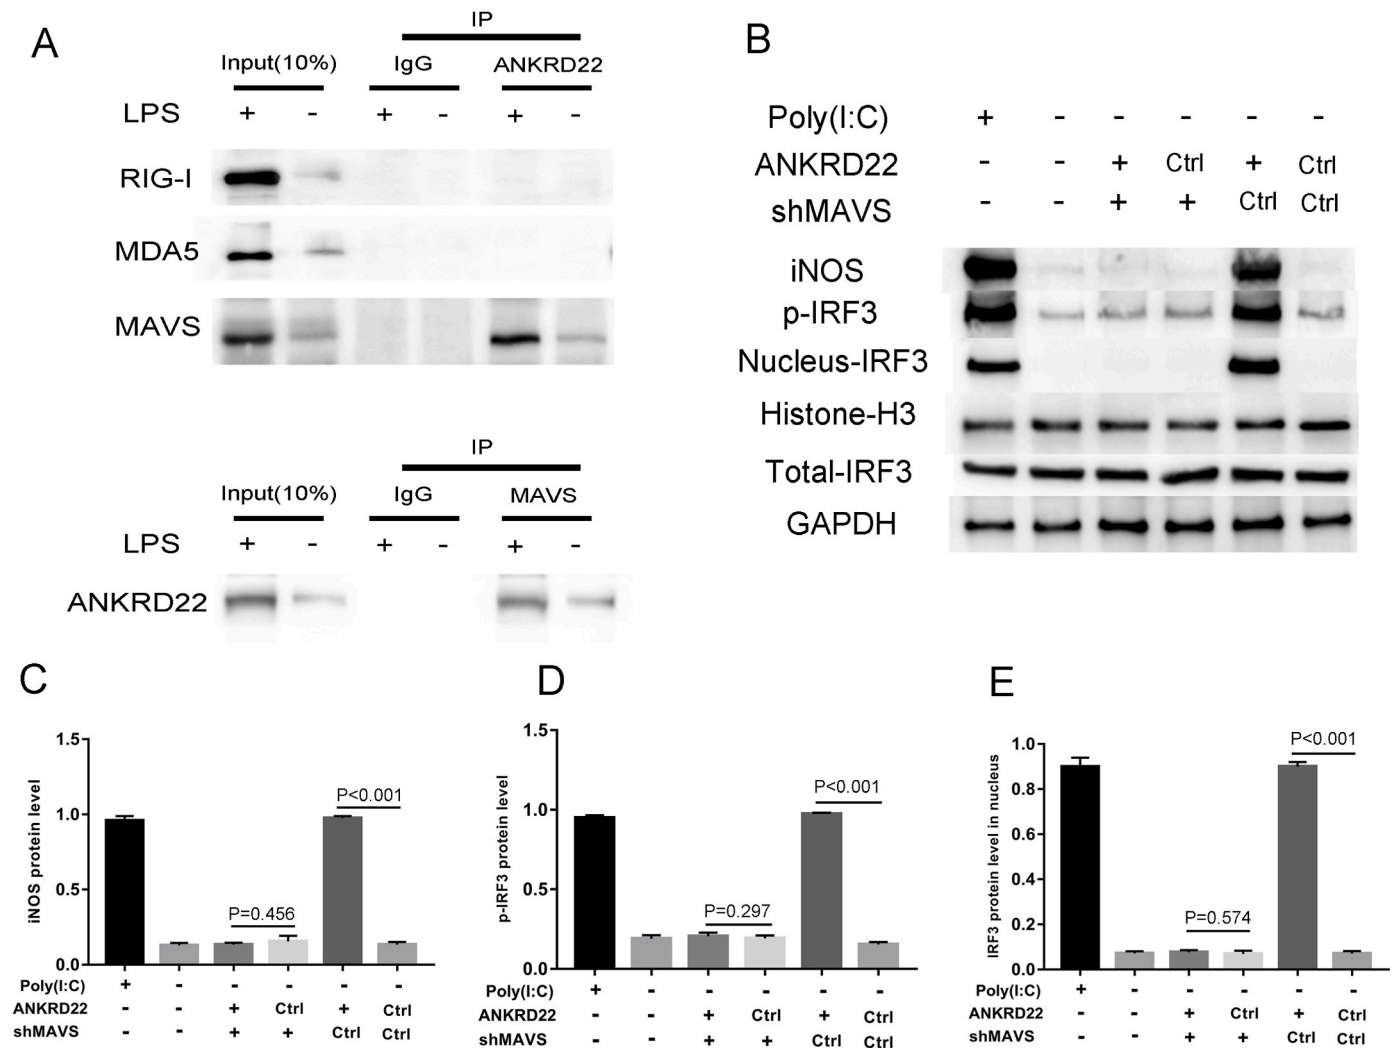 A
IP
Input(10%) IgG ANKRD22
LPS + - + - + -
RIG-I
MDA5
MAVS
IP
Input(10%) IgG MAVS
LPS + - + - + -
ANKRD22
B
Poly(I:C) + - - - - -
ANKRD22 - - + Ctrl + Ctrl
shMAVS - - + + Ctrl Ctrl
iNOS
p-IRF3
Nucleus-IRF3
Histone-H3
Total-IRF3
GAPDH
C
iNOS protein level
1.5
1.0
0.5
0.0
P=0.456
P<0.001
Poly(I:C) + - - - - -
ANKRD22 - - + Ctrl + Ctrl
shMAVS - - + + Ctrl Ctrl
D
p-IRF3 protein level
1.5
1.0
0.5
0.0
P=0.297
P<0.001
Poly(I:C) + - - - - -
ANKRD22 - - + Ctrl + Ctrl
shMAVS - - + + Ctrl Ctrl
E
IRF3 protein level in nucleus
1.0
0.8
0.6
0.4
0.2
0.0
P=0.574
P<0.001
Poly(I:C) + - - - - -
ANKRD22 - - + Ctrl + Ctrl
shMAVS - - + + Ctrl Ctrl